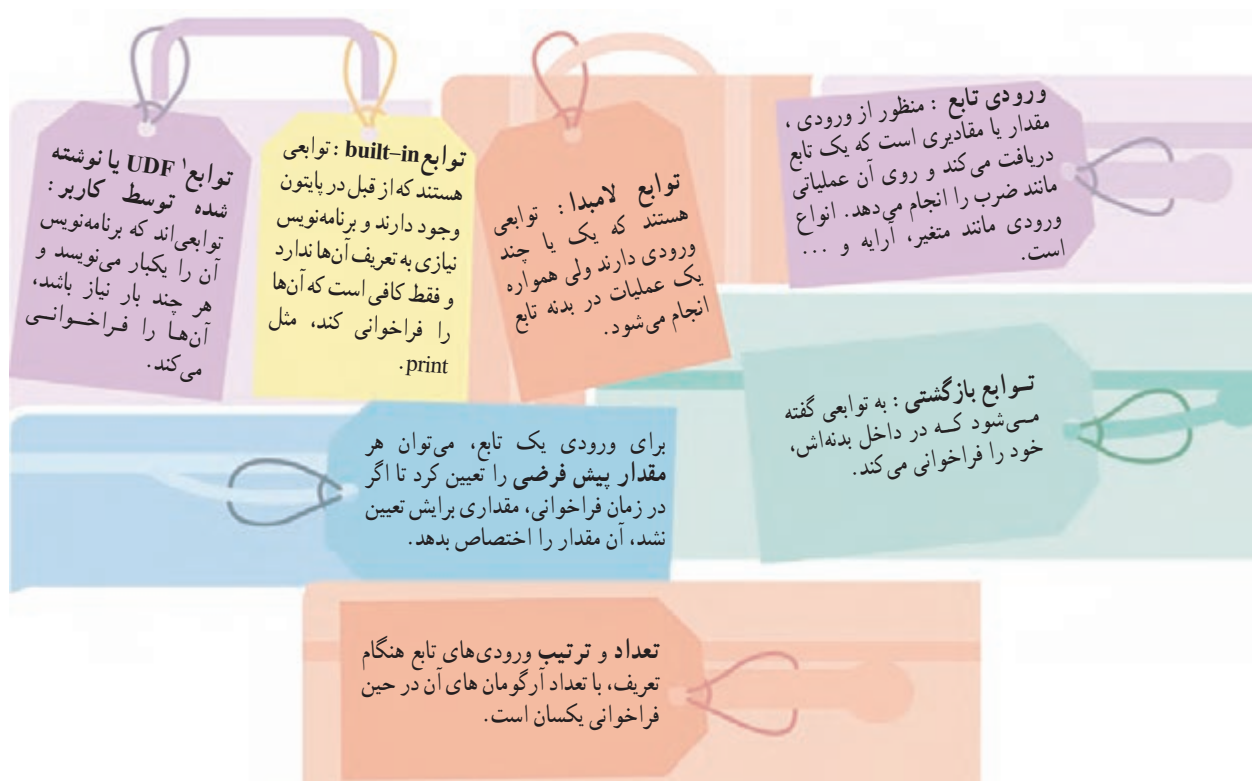 ورودی تابع : منظور از ورودی ،
مقدار یا مقادیری است که یک تابع
دریافت می‌کند و روی آن عملیاتی
مانند ضرب را انجام می‌دهد. انواع
ورودی مانند متغیر، آرایه و ...
است.
توابع لامبدا : توابعی
هستند که یک یا چند
ورودی دارند ولی همواره
یک عملیات در بدنه تابع
انجام می‌شود.
توابع built-in : توابعی
هستند که از قبل در پایتون
وجود دارند و برنامه‌نویس
نیازی به تعریف آن‌ها ندارد
و فقط کافی است که آن‌ها
را فراخوانی کند، مثل
print.
توابع UDF۱ یا نوشته
شده توسط کاربر :
توابعی‌اند که برنامه‌نویس
آن را یکبار می‌نویسد و
هر چند بار نیاز باشد،
آن‌ها را فراخوانی
می‌کند.
توابع بازگشتی : به توابعی گفته
می‌شود که در داخل بدنه‌اش،
خود را فراخوانی می‌کند.
برای ورودی یک تابع، می‌توان هر
مقدار پیش فرضی را تعیین کرد تا اگر
در زمان فراخوانی، مقداری برایش تعیین
نشد، آن مقدار را اختصاص بدهد.
تعداد و ترتیب ورودی‌های تابع هنگام
تعریف، با تعداد آرگومان های آن در حین
فراخوانی یکسان است.